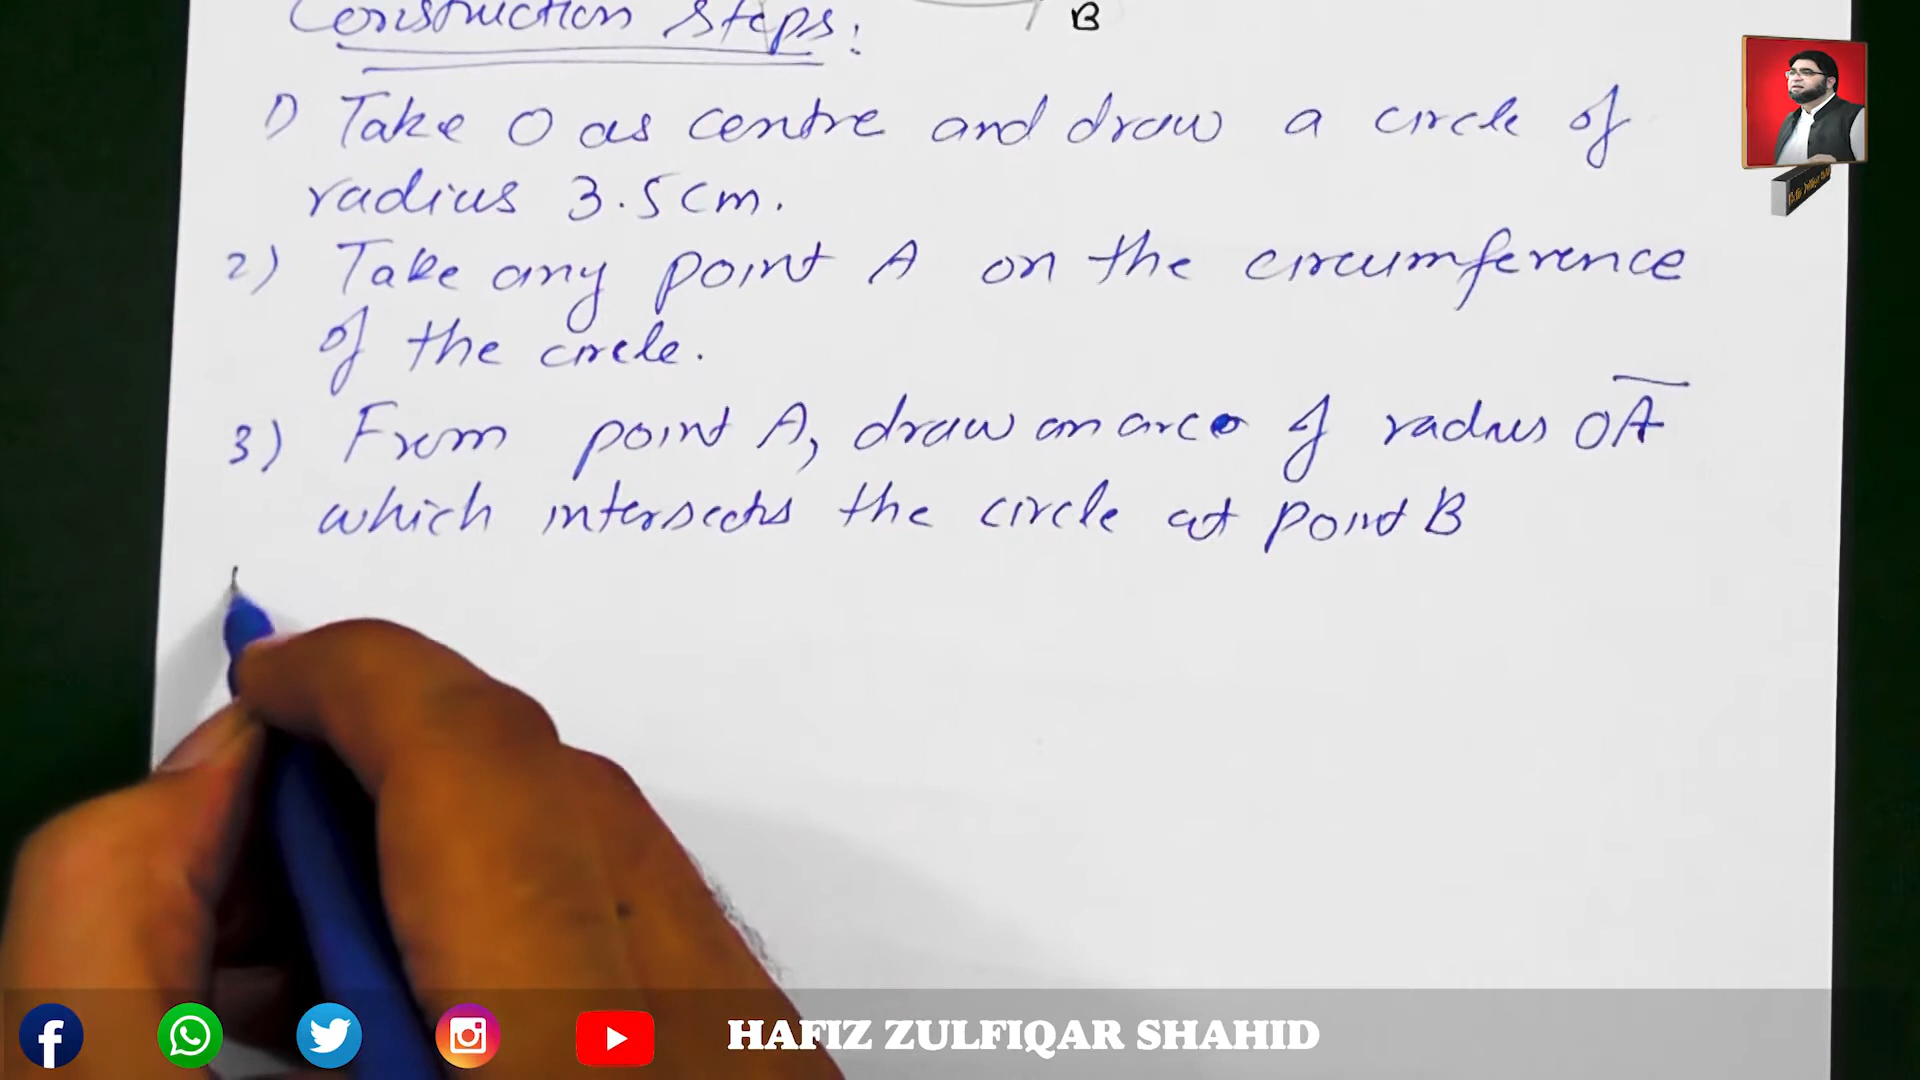 Construction Steps:
B
1) Take O as centre and draw a circle of
radius 3.5cm.
2) Take any point A on the circumference
of the circle.
3) From point A, draw an arc of radius OA
which intersects the circle at point B
HAFIZ ZULFIQAR SHAHID